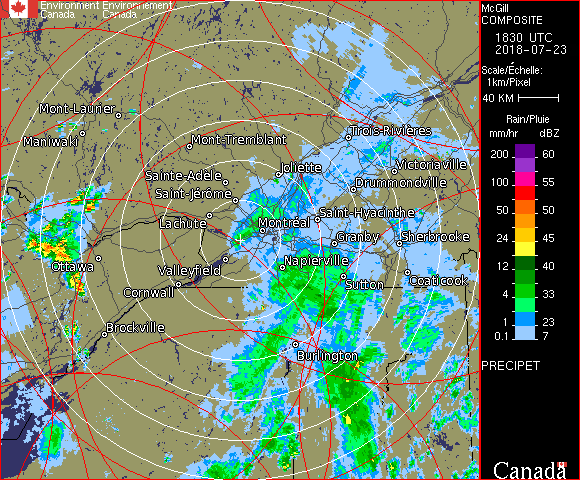 Environment Environnement
Canada Canada
McGill
COMPOSITE
1830 UTC
2018-07-23
Scale/Échelle:
1km/Pixel
40 KM
Rain/Pluie
mm/hr dBZ
200 60
100 55
50 50
24 45
12 40
4 33
1 23
0.1 7
PRECIPET
Canada
Mont-Laurier
Maniwaki
Mont-Tremblant
Trois-Rivières
Joliette
Victoriaville
Sainte-Adèle
Drummondville
Saint-Jérôme
Lachute
Saint-Hyacinthe
Montréal
Granby
Sherbrooke
Ottawa
Valleyfield
Napierville
Sutton
Coaticook
Cornwall
Brockville
Burlington